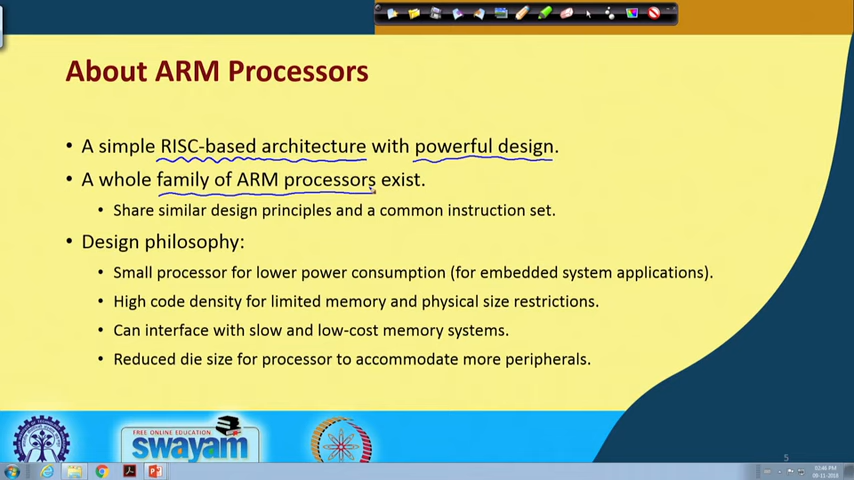 About ARM Processors
• A simple RISC-based architecture with powerful design.
• A whole family of ARM processors exist.
• Share similar design principles and a common instruction set.
• Design philosophy:
• Small processor for lower power consumption (for embedded system applications).
• High code density for limited memory and physical size restrictions.
• Can interface with slow and low-cost memory systems.
• Reduced die size for processor to accommodate more peripherals.
FREE ONLINE EDUCATION
swayam
5